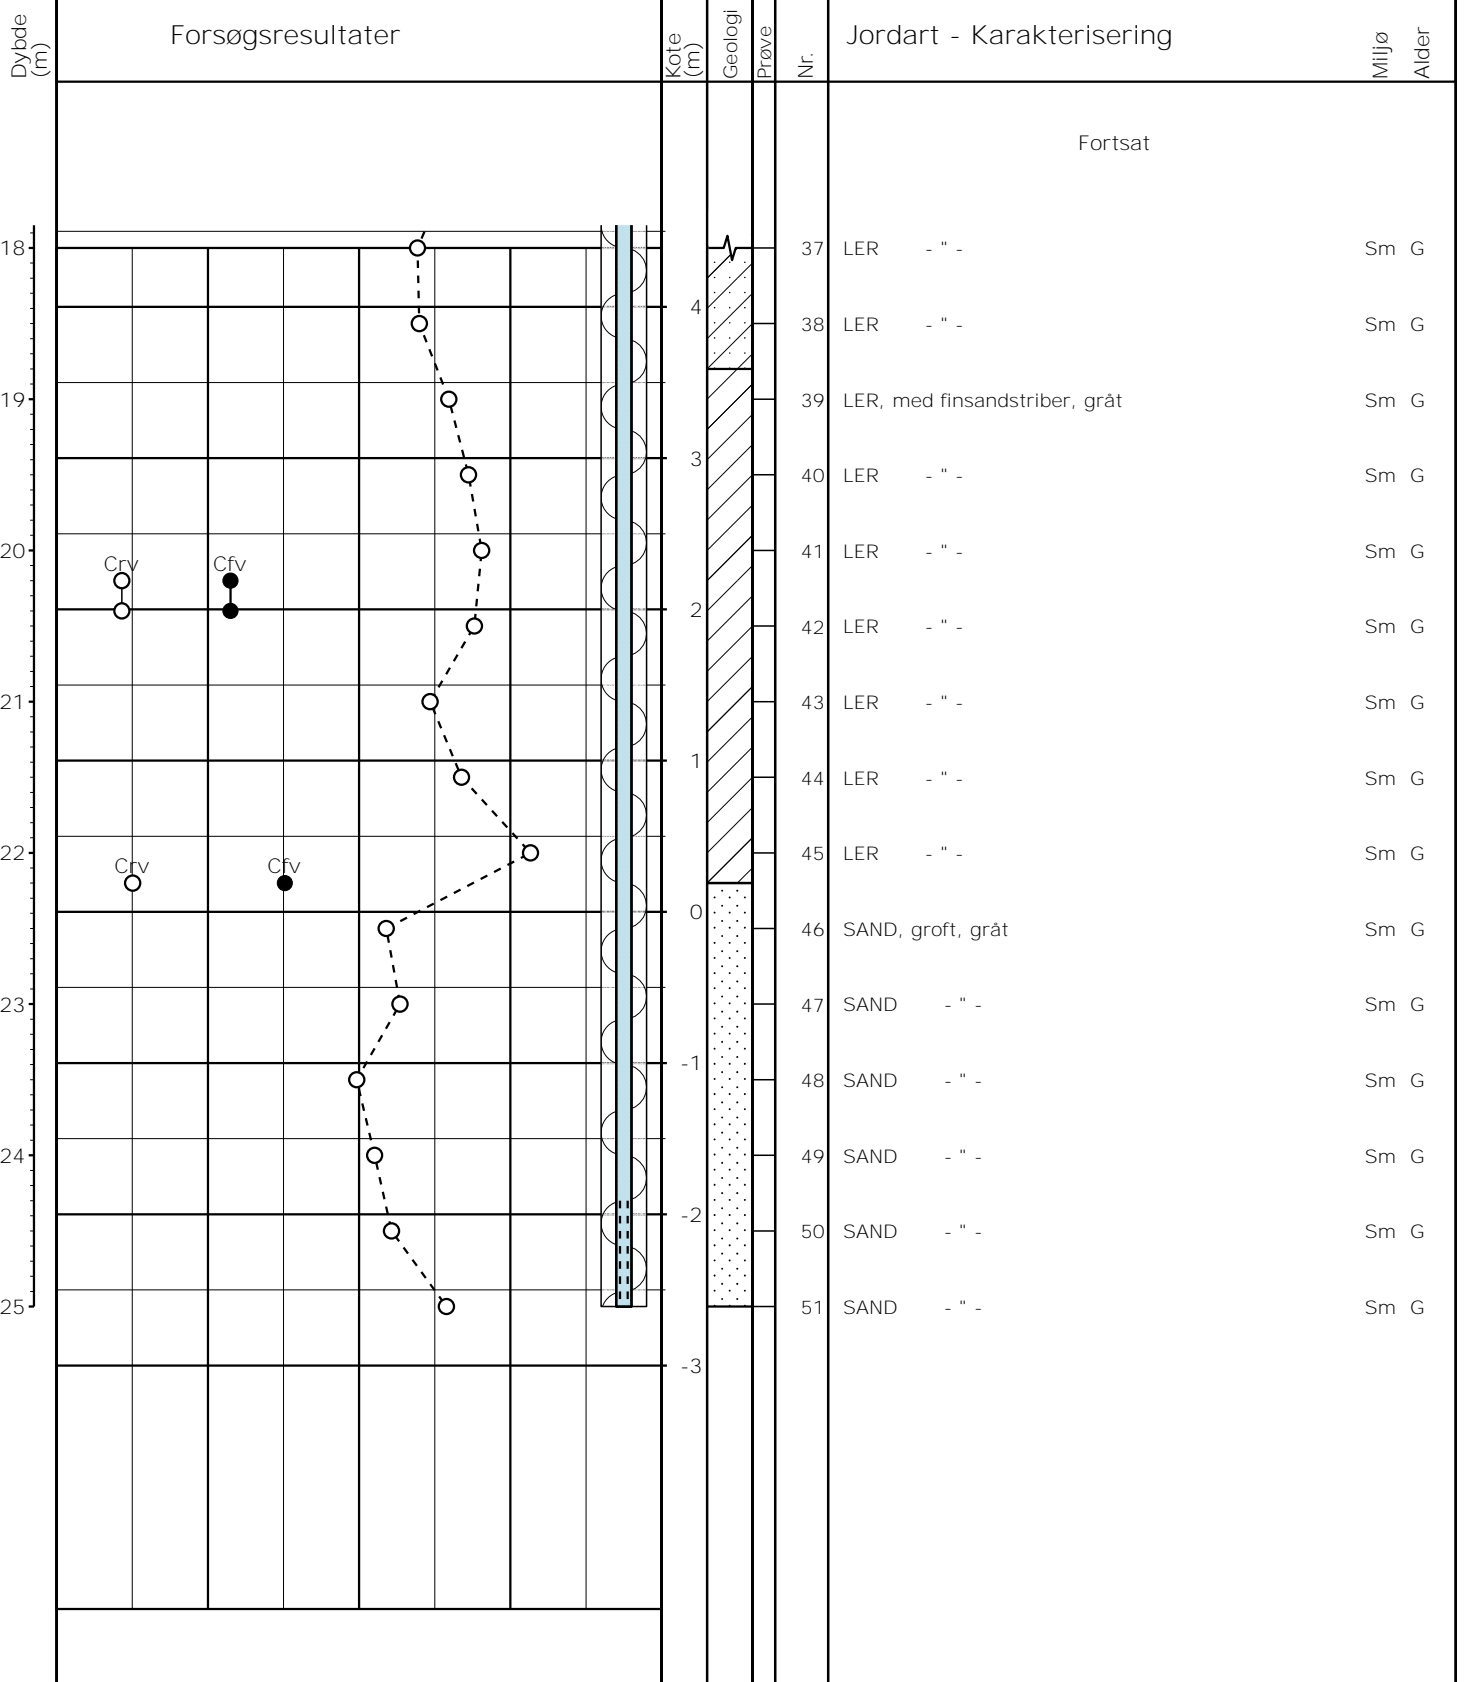 Dybde (m) Forsøgsresultater Kote (m) Geologi Prøve Nr. Jordart - Karakterisering Miljø Alder
Fortsat
18 37 LER - " - Sm G
4
38 LER - " - Sm G
19 39 LER, med finsandstriber, gråt Sm G
3
40 LER - " - Sm G
20 41 LER - " - Sm G
Crv Cfv
2
42 LER - " - Sm G
21 43 LER - " - Sm G
1
44 LER - " - Sm G
22 45 LER - " - Sm G
Crv Cfv
0
46 SAND, groft, gråt Sm G
23 47 SAND - " - Sm G
-1
48 SAND - " - Sm G
24 49 SAND - " - Sm G
-2
50 SAND - " - Sm G
25 51 SAND - " - Sm G
-3